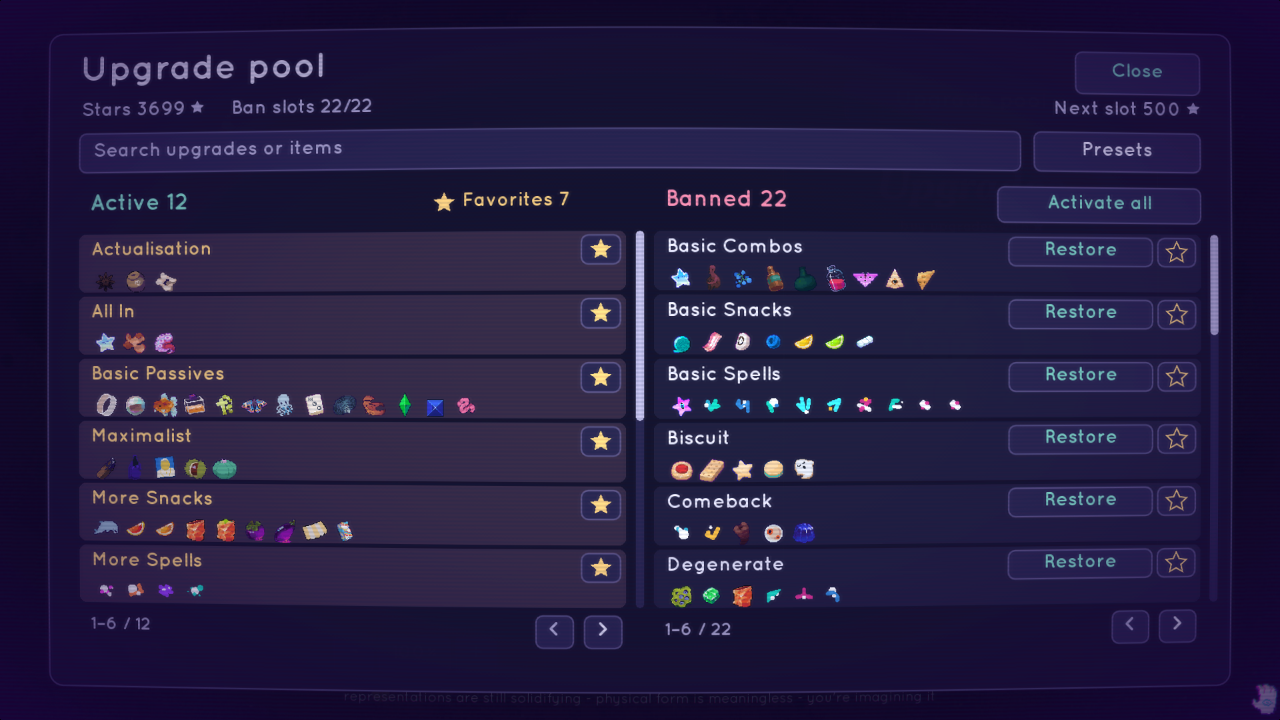 Upgrade pool
Close
Stars 3699 ★ Ban slots 22/22
Next slot 500 ★
Search upgrades or items
Presets
Active 12
★ Favorites 7
Banned 22
Activate all
Actualisation
All In
Basic Passives
Maximalist
More Snacks
More Spells
1-6 / 12
Basic Combos
Restore
Basic Snacks
Restore
Basic Spells
Restore
Biscuit
Restore
Comeback
Restore
Degenerate
Restore
1-6 / 22
representations are still solidifying - physical form is meaningless - you're imagining it